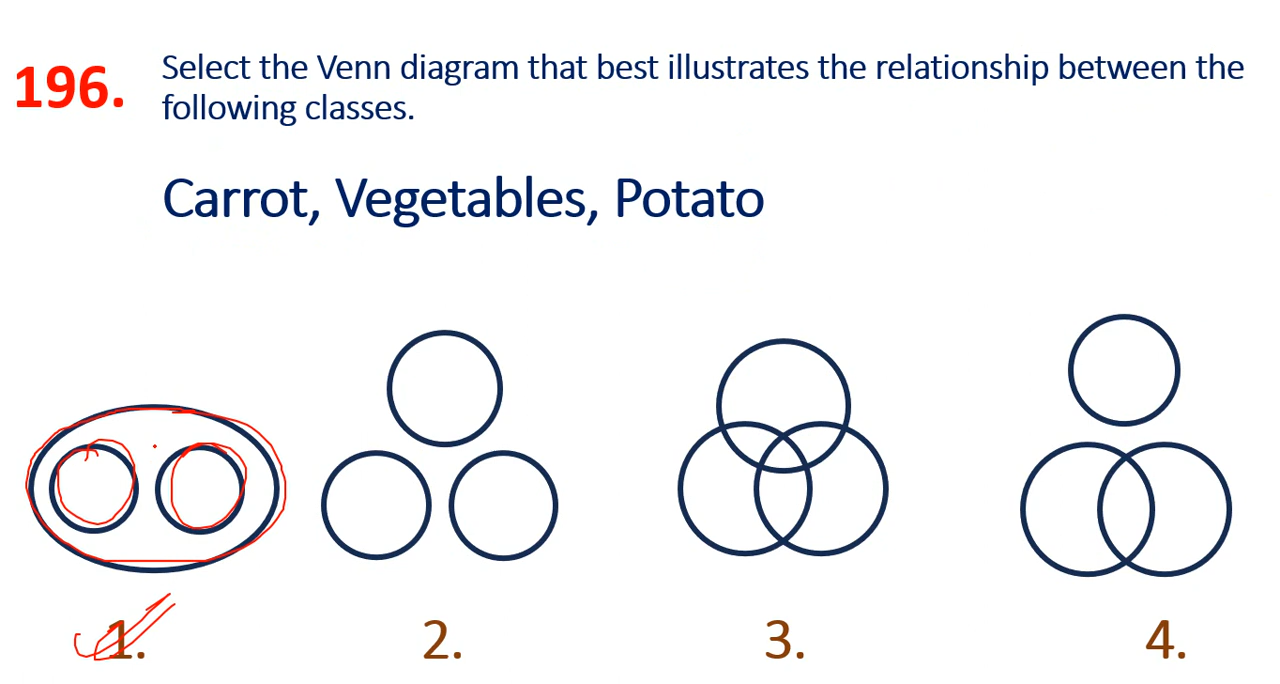 196.
Select the Venn diagram that best illustrates the relationship between the
following classes.
Carrot, Vegetables, Potato
1.
2.
3.
4.